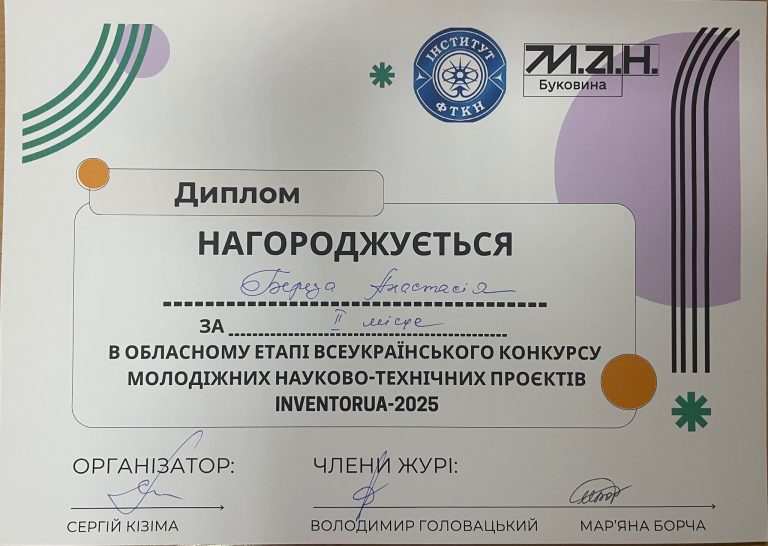 ІНСТИТУТ
ФТКН
М.А.Н.
Буковина
Диплом
НАГОРОДЖУЄТЬСЯ
Береза Анастасія
ЗА II місце
В ОБЛАСНОМУ ЕТАПІ ВСЕУКРАЇНСЬКОГО КОНКУРСУ
МОЛОДІЖНИХ НАУКОВО-ТЕХНІЧНИХ ПРОЄКТІВ
INVENTORUA-2025
ОРГАНІЗАТОР: ЧЛЕНИ ЖУРІ:
СЕРГІЙ КІЗІМА ВОЛОДИМИР ГОЛОВАЦЬКИЙ МАР'ЯНА БОРЧА